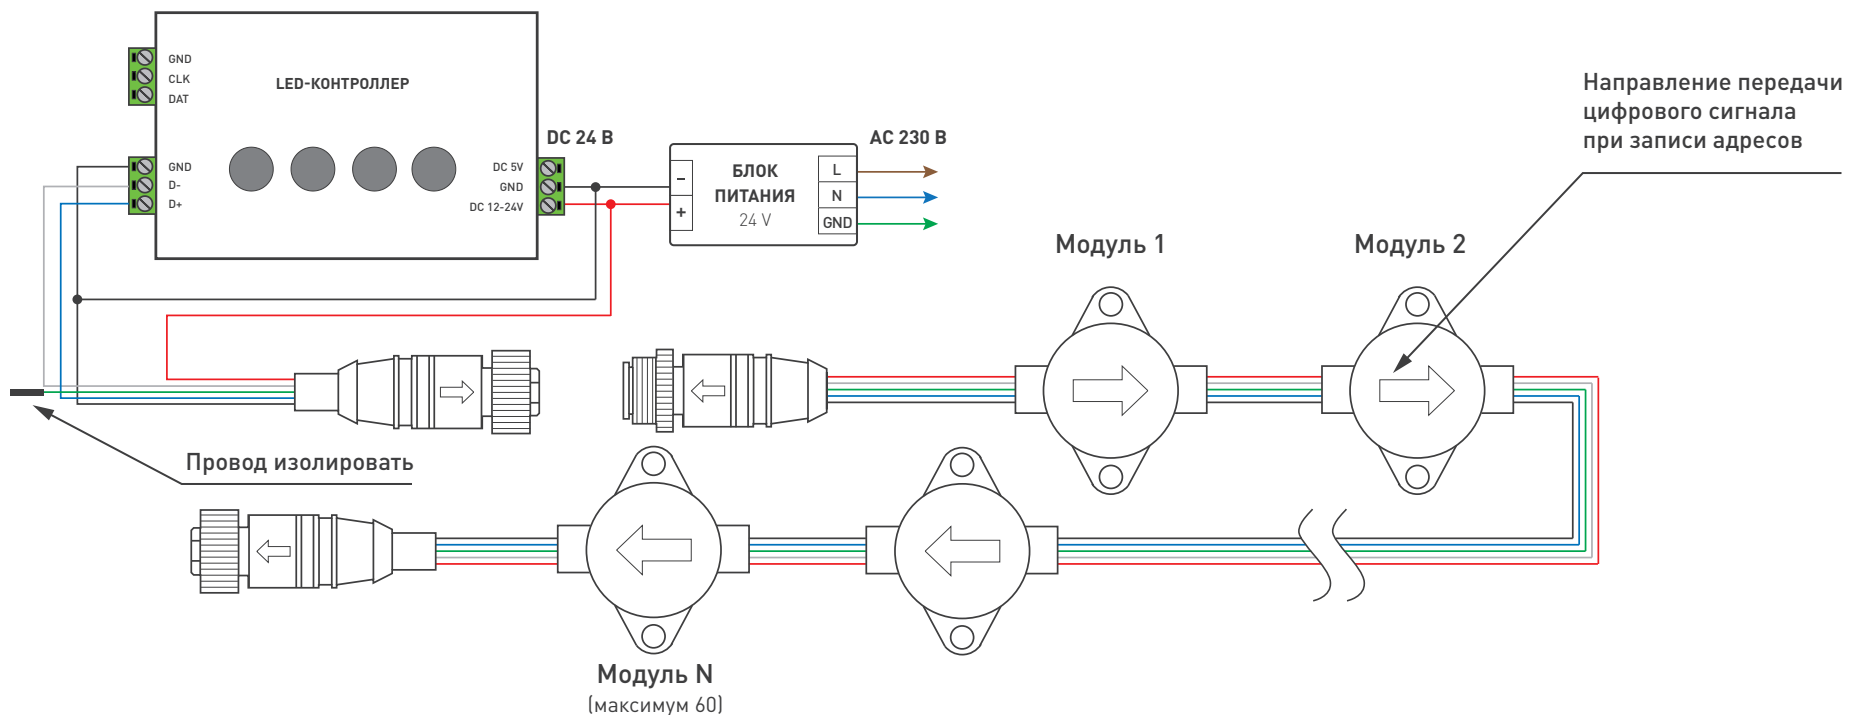 GND
CLK
DAT
LED-КОНТРОЛЛЕР
GND
D-
D+
DC 5V
GND
DC 12-24V
DC 24 В
–
+
БЛОК
ПИТАНИЯ
24 V
L
N
GND
AC 230 В
Направление передачи
цифрового сигнала
при записи адресов
Модуль 1
Модуль 2
Провод изолировать
Модуль N
(максимум 60)